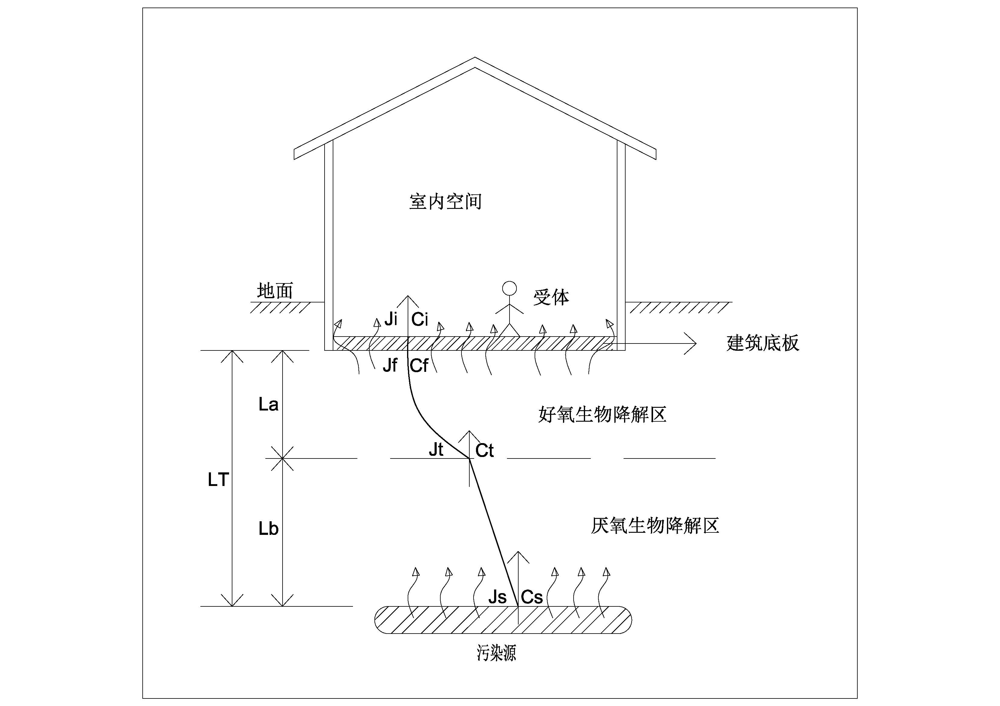 室内空间
地面
受体
Ji Ci
建筑底板
Jf Cf
La
好氧生物降解区
Jt Ct
LT
Lb
厌氧生物降解区
Js Cs
污染源